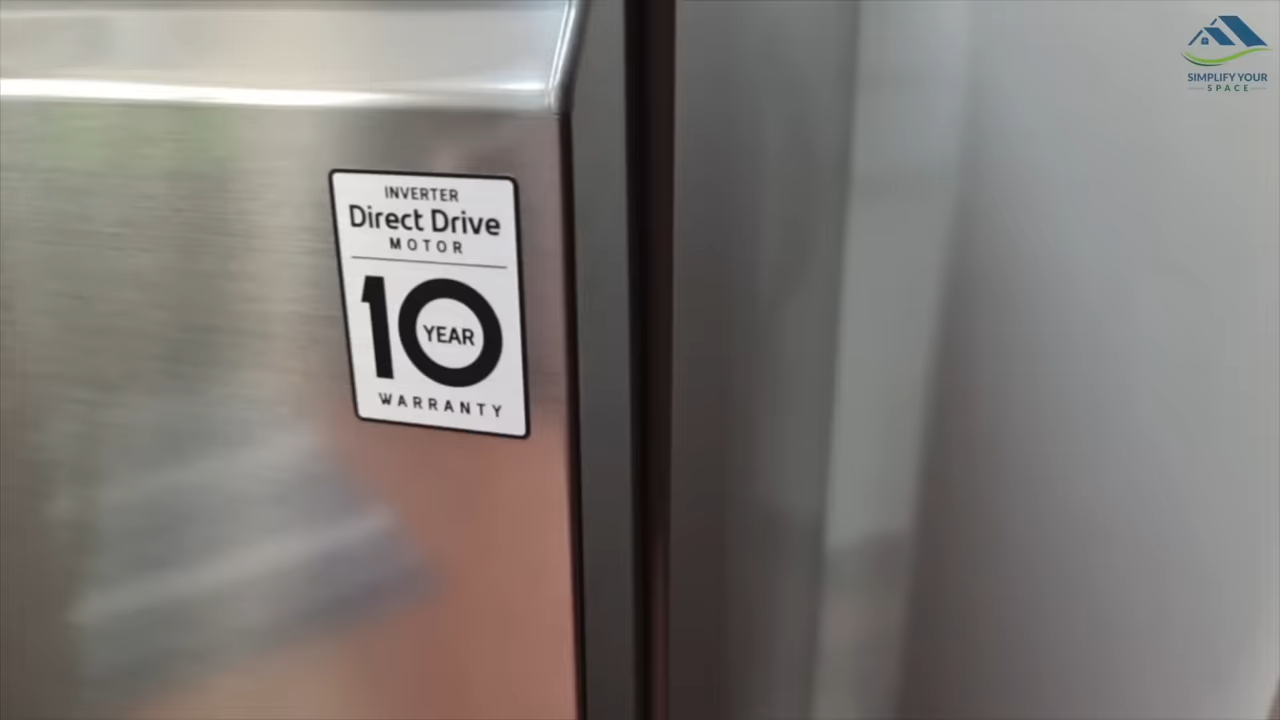 INVERTER
Direct Drive
MOTOR
10
YEAR
WARRANTY
SIMPLIFY YOUR
SPACE